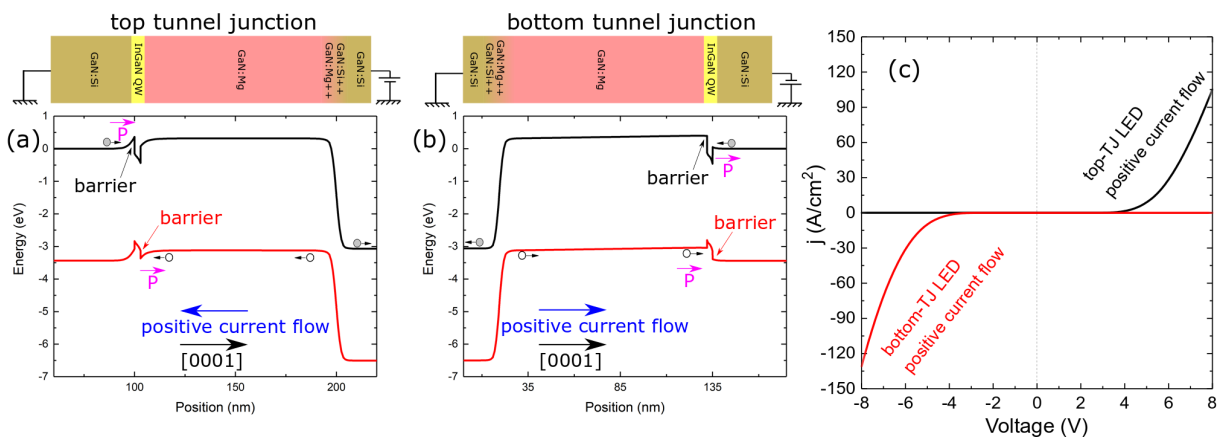 top tunnel junction
GaN:Si
InGaN QW
GaN:Mg
GaN:Mg++
GaN:Si++
GaN:Si
(a)
P
barrier
barrier
P
positive current flow
[0001]
Energy (eV)
1
0
-1
-2
-3
-4
-5
-6
-7
100
150
200
Position (nm)
bottom tunnel junction
GaN:Si
GaN:Si++
GaN:Mg++
GaN:Mg
InGaN QW
GaN:Si
(b)
barrier
P
barrier
P
positive current flow
[0001]
Energy (eV)
1
0
-1
-2
-3
-4
-5
-6
-7
35
85
135
Position (nm)
(c)
top-TJ LED
positive current flow
bottom-TJ LED
positive current flow
j (A/cm²)
150
120
90
60
30
0
-30
-60
-90
-120
-150
-8
-6
-4
-2
0
2
4
6
8
Voltage (V)